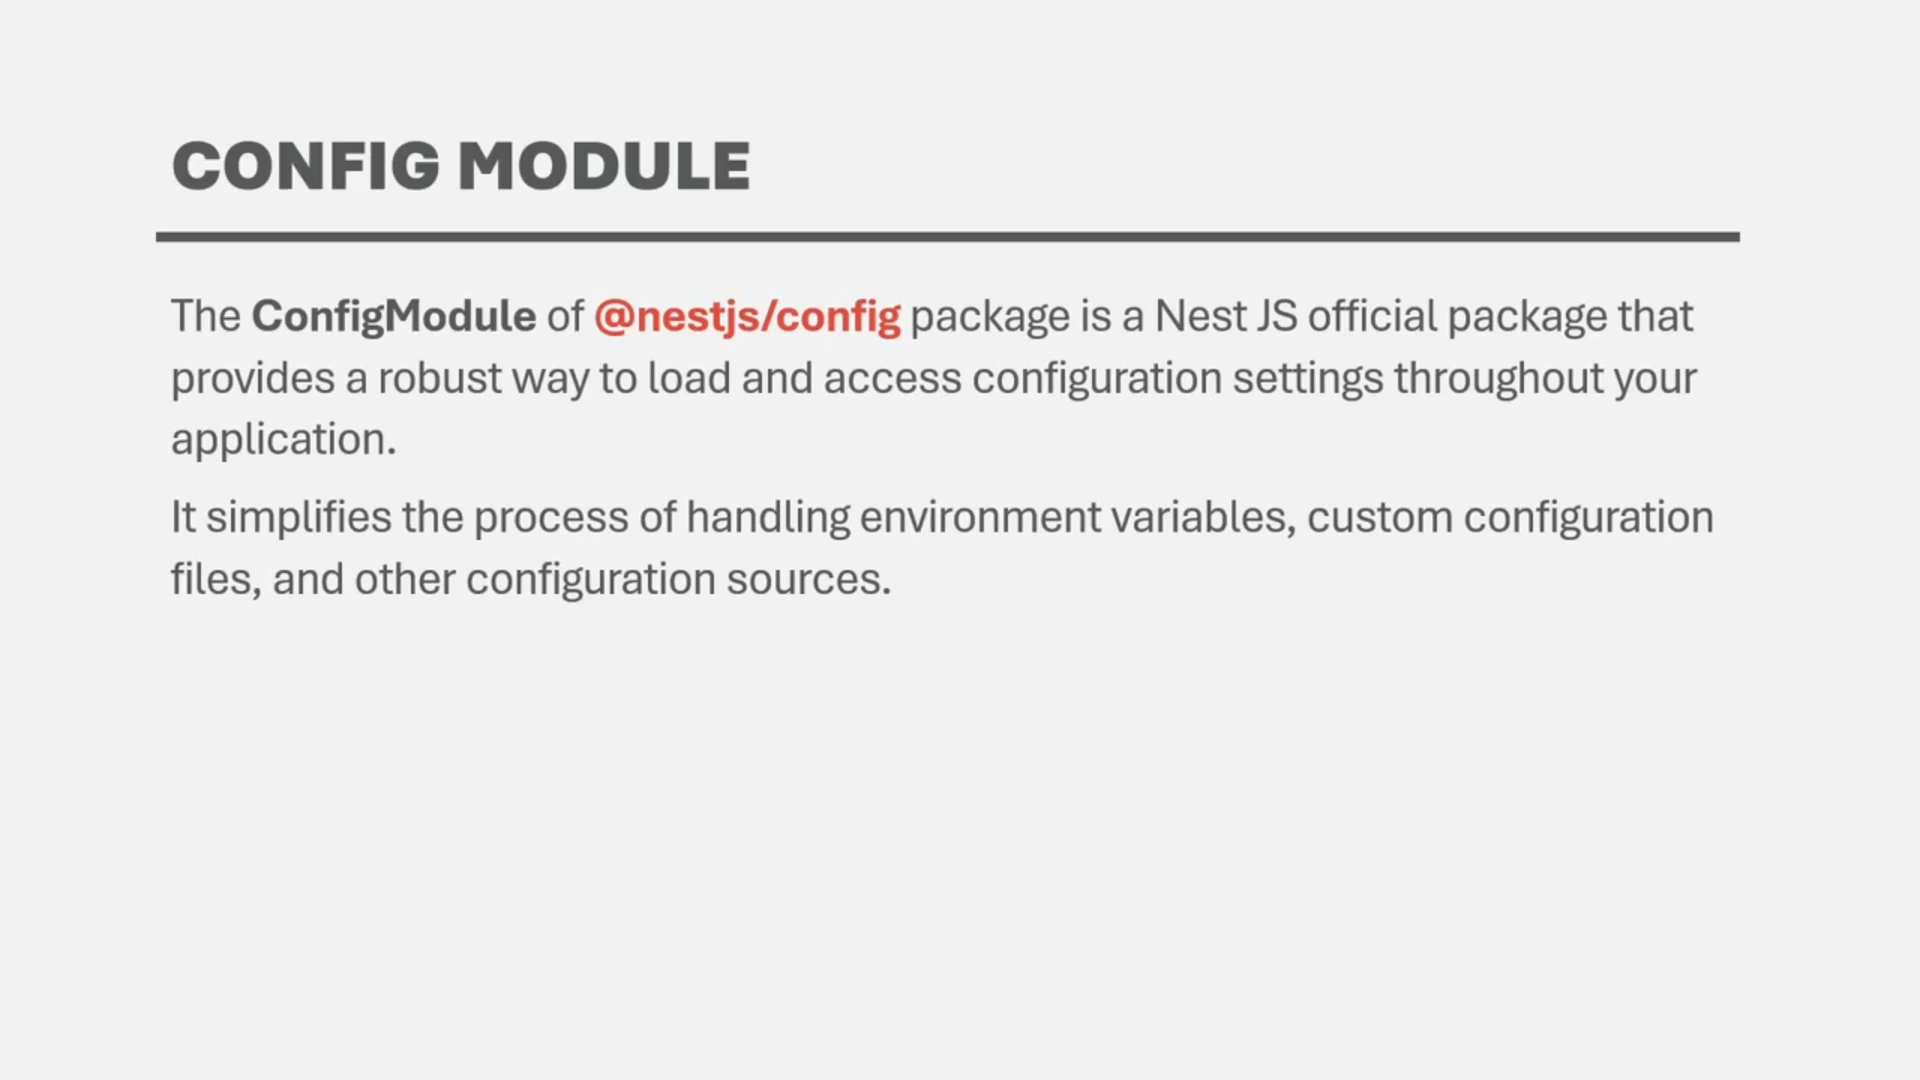 CONFIG MODULE
The ConfigModule of @nestjs/config package is a Nest JS official package that
provides a robust way to load and access configuration settings throughout your
application.
It simplifies the process of handling environment variables, custom configuration
files, and other configuration sources.